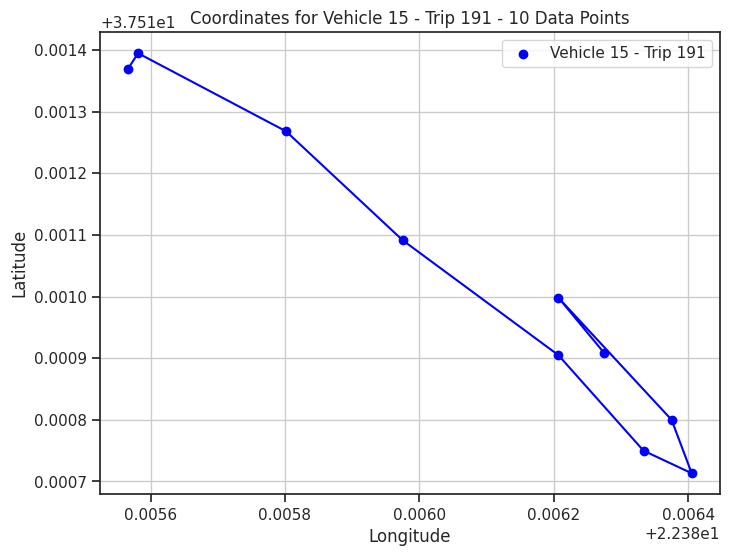 Coordinates for Vehicle 15 - Trip 191 - 10 Data Points
+3.751e1
Vehicle 15 - Trip 191
0.0014
0.0013
0.0012
0.0011
0.0010
0.0009
0.0008
0.0007
Latitude
0.0056
0.0058
0.0060
0.0062
0.0064
Longitude
+2.238e1